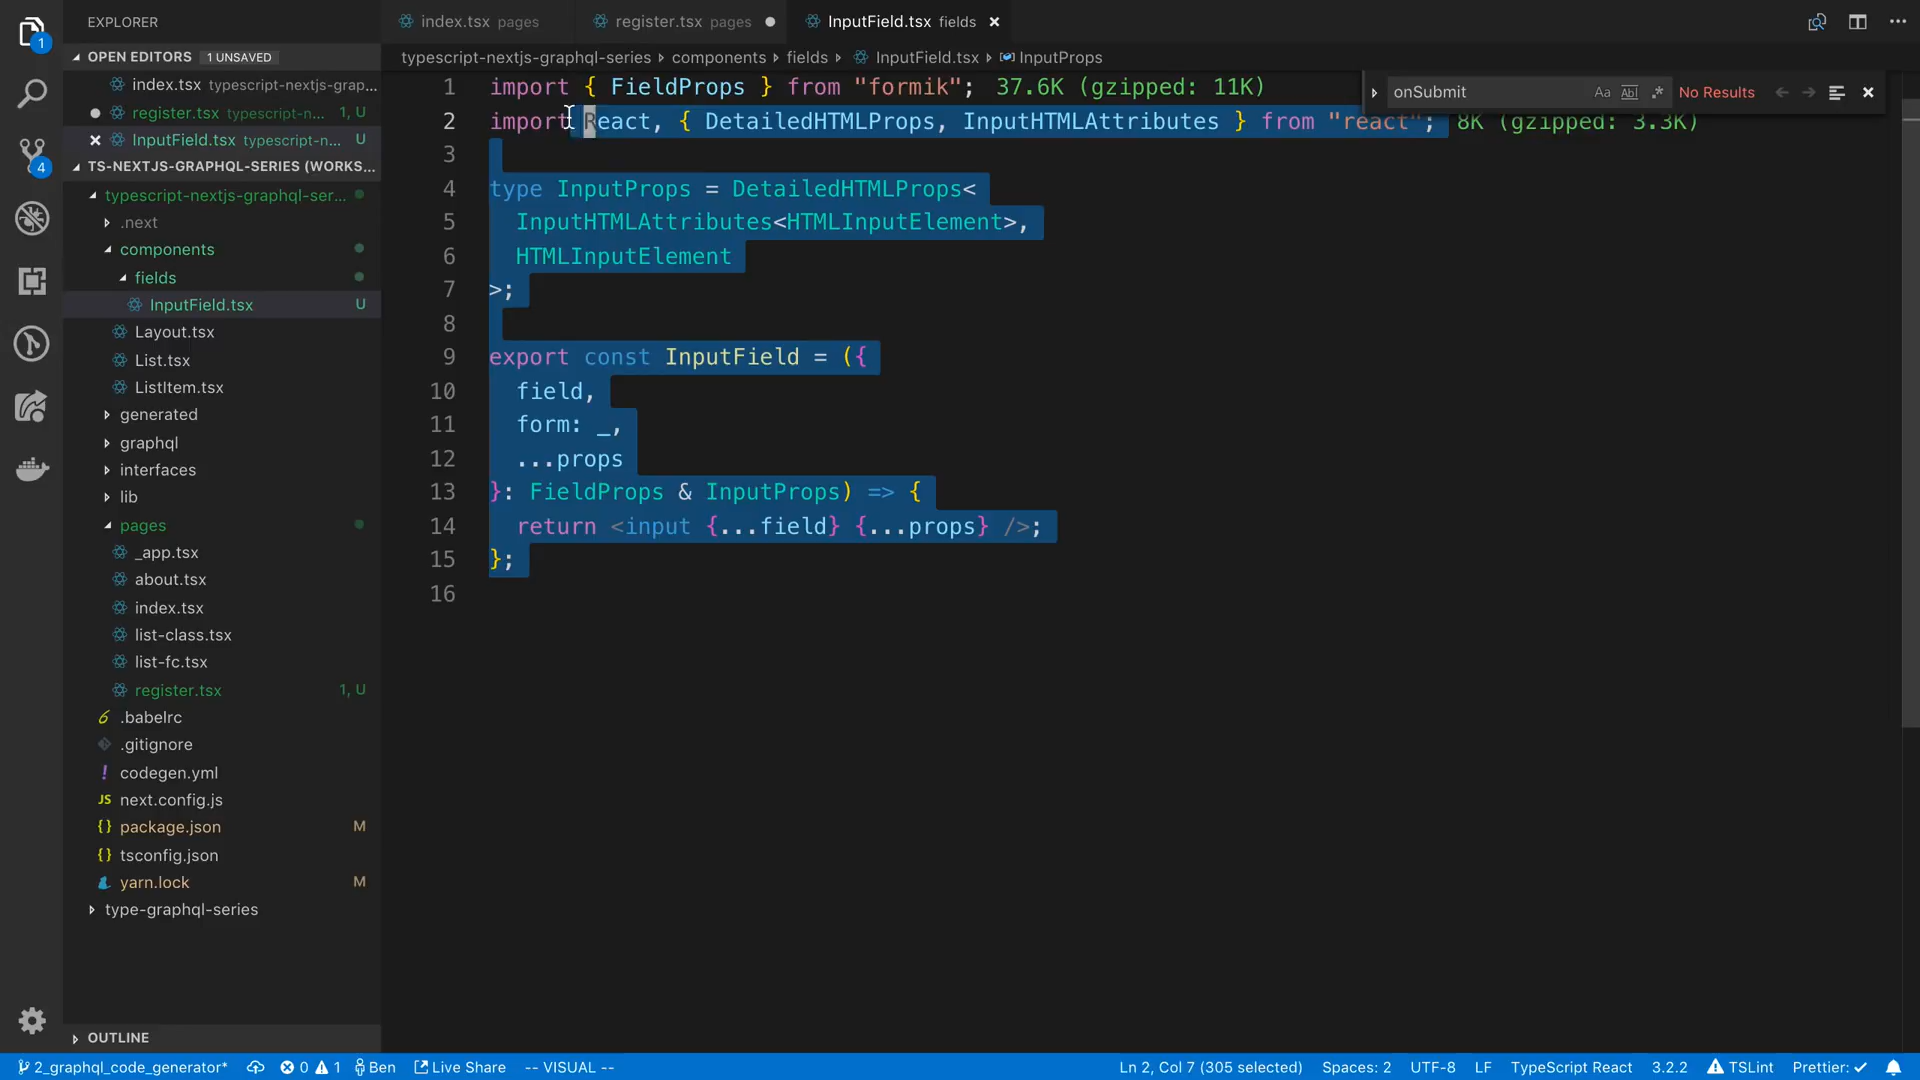 EXPLORER
index.tsx pages
register.tsx pages
InputField.tsx fields
OPEN EDITORS 1 UNSAVED
index.tsx typescript-nextjs-grap...
register.tsx typescript-n... 1, U
InputField.tsx typescript-n... U
TS-NEXTJS-GRAPHQL-SERIES (WORKS...
typescript-nextjs-graphql-ser...
.next
components
fields
InputField.tsx U
Layout.tsx
List.tsx
ListItem.tsx
generated
graphql
interfaces
lib
pages
_app.tsx
about.tsx
index.tsx
list-class.tsx
list-fc.tsx
register.tsx 1, U
.babelrc
.gitignore
codegen.yml
JS next.config.js
{} package.json M
{} tsconfig.json
yarn.lock M
type-graphql-series
OUTLINE
1
4
typescript-nextjs-graphql-series › components › fields › InputField.tsx › InputProps
onSubmit Aa Abl .* No Results
1 import { FieldProps } from "formik"; 37.6K (gzipped: 11K)
2 import React, { DetailedHTMLProps, InputHTMLAttributes } from "react"; 8K (gzipped: 3.3K)
3
4 type InputProps = DetailedHTMLProps<
5 InputHTMLAttributes<HTMLInputElement>,
6 HTMLInputElement
7 >;
8
9 export const InputField = ({
10 field,
11 form: _,
12 ...props
13 }: FieldProps & InputProps) => {
14 return <input {...field} {...props} />;
15 };
16
2_graphql_code_generator* 0 1 Ben Live Share -- VISUAL -- Ln 2, Col 7 (305 selected) Spaces: 2 UTF-8 LF TypeScript React 3.2.2 TSLint Prettier: ✓